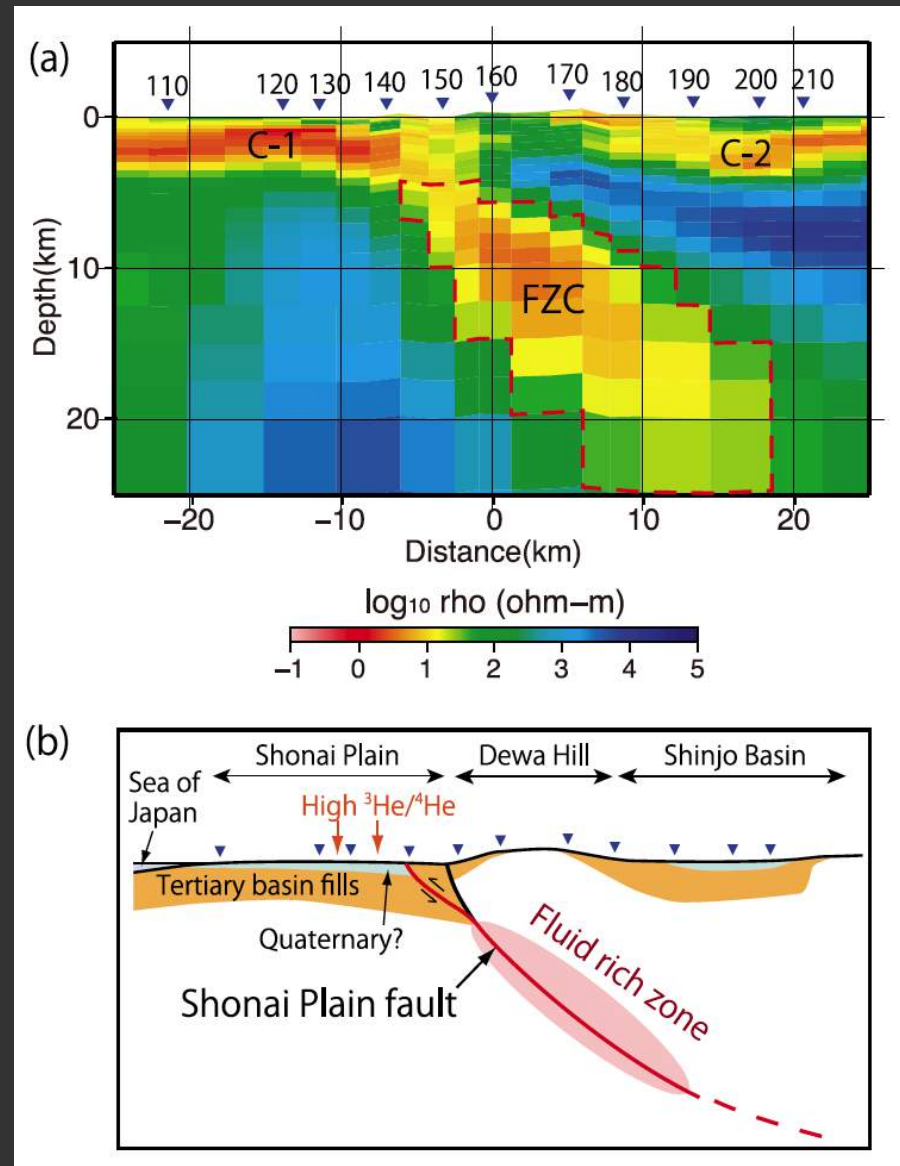 (a)
110 120 130 140 150 160 170 180 190 200 210
0
C-1 C-2
10
FZC
20
Depth(km)
−20 −10 0 10 20
Distance(km)
log₁₀ rho (ohm−m)
−1 0 1 2 3 4 5
(b)
Shonai Plain Dewa Hill Shinjo Basin
Sea of
Japan
High ³He/⁴He
Tertiary basin fills
Quaternary?
Shonai Plain fault
Fluid rich zone